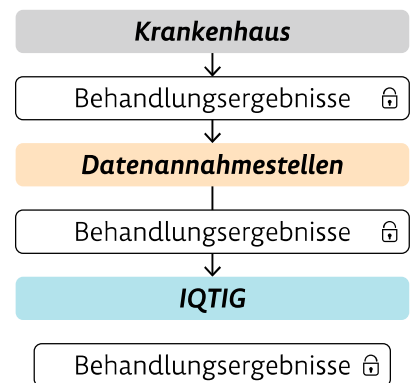 Krankenhaus
Behandlungsergebnisse
Datenannahmestellen
Behandlungsergebnisse
IQTIG
Behandlungsergebnisse